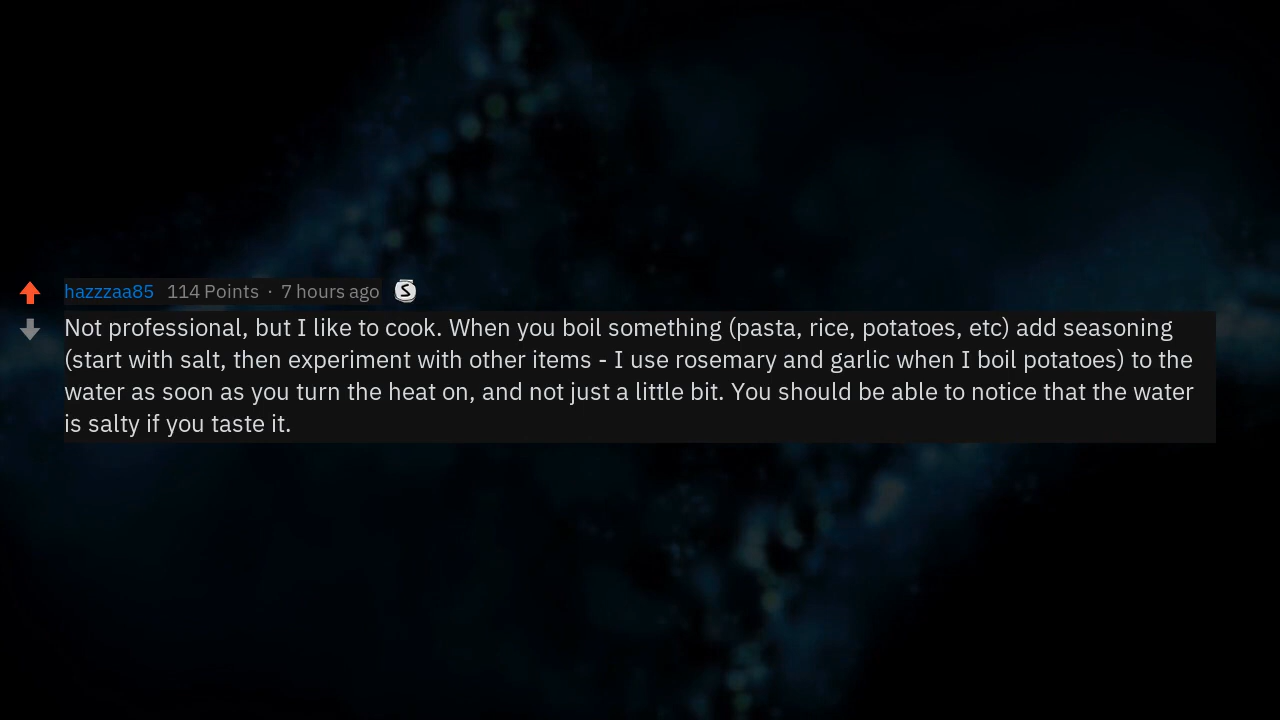 hazzzaa85 114 Points · 7 hours ago S
Not professional, but I like to cook. When you boil something (pasta, rice, potatoes, etc) add seasoning
(start with salt, then experiment with other items - I use rosemary and garlic when I boil potatoes) to the
water as soon as you turn the heat on, and not just a little bit. You should be able to notice that the water
is salty if you taste it.